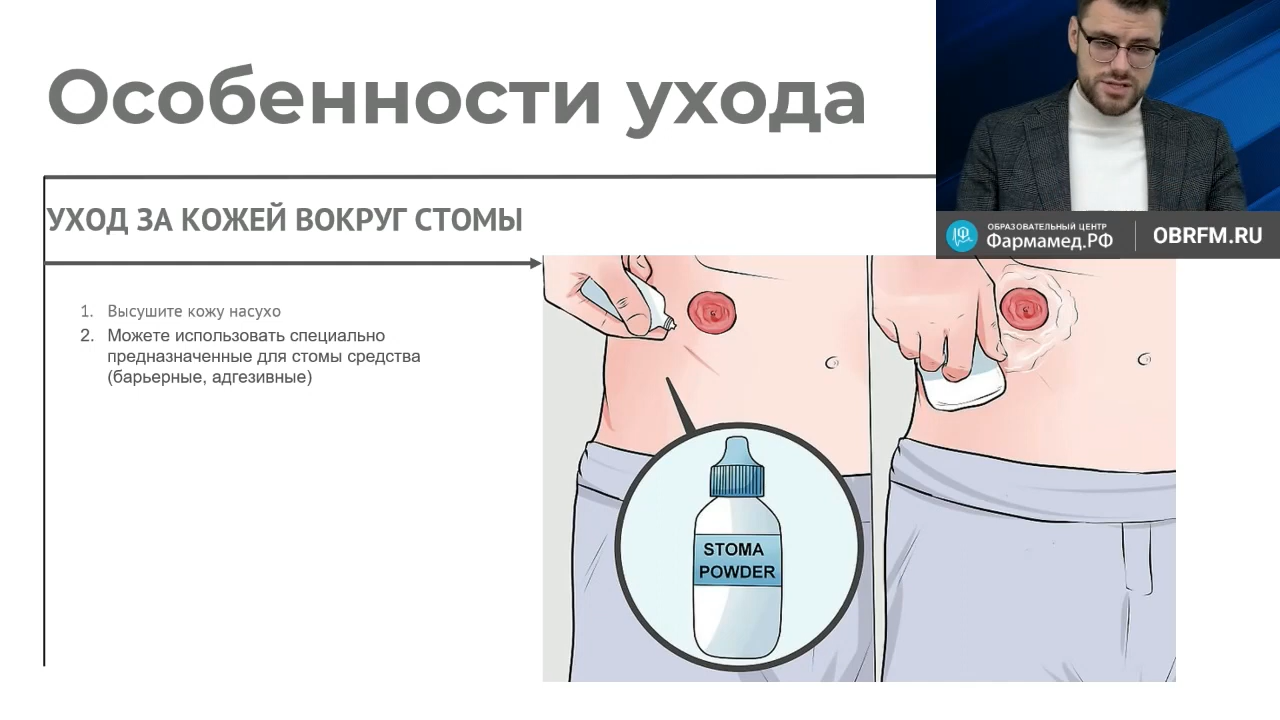 Особенности ухода
УХОД ЗА КОЖЕЙ ВОКРУГ СТОМЫ
1. Высушите кожу насухо
2. Можете использовать специально
предназначенные для стомы средства
(барьерные, адгезивные)
STOMA
POWDER
ОБРАЗОВАТЕЛЬНЫЙ ЦЕНТР
Фармамед.РФ
OBRFM.RU